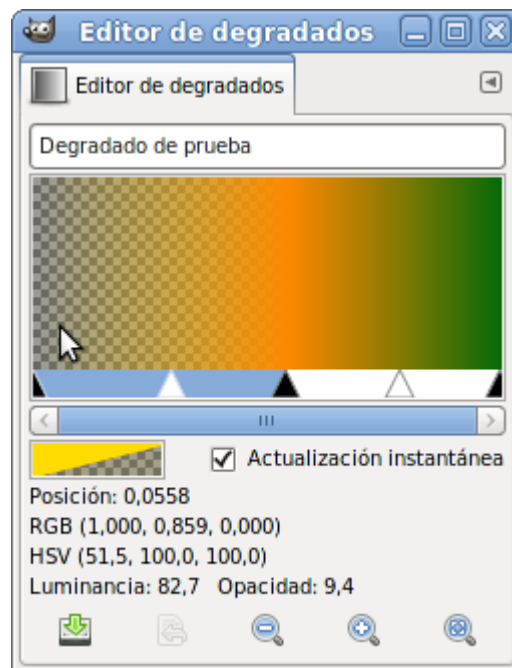 Editor de degradados
Editor de degradados
Degradado de prueba
Actualización instantánea
Posición: 0,0558
RGB (1,000, 0,859, 0,000)
HSV (51,5, 100,0, 100,0)
Luminancia: 82,7 Opacidad: 9,4